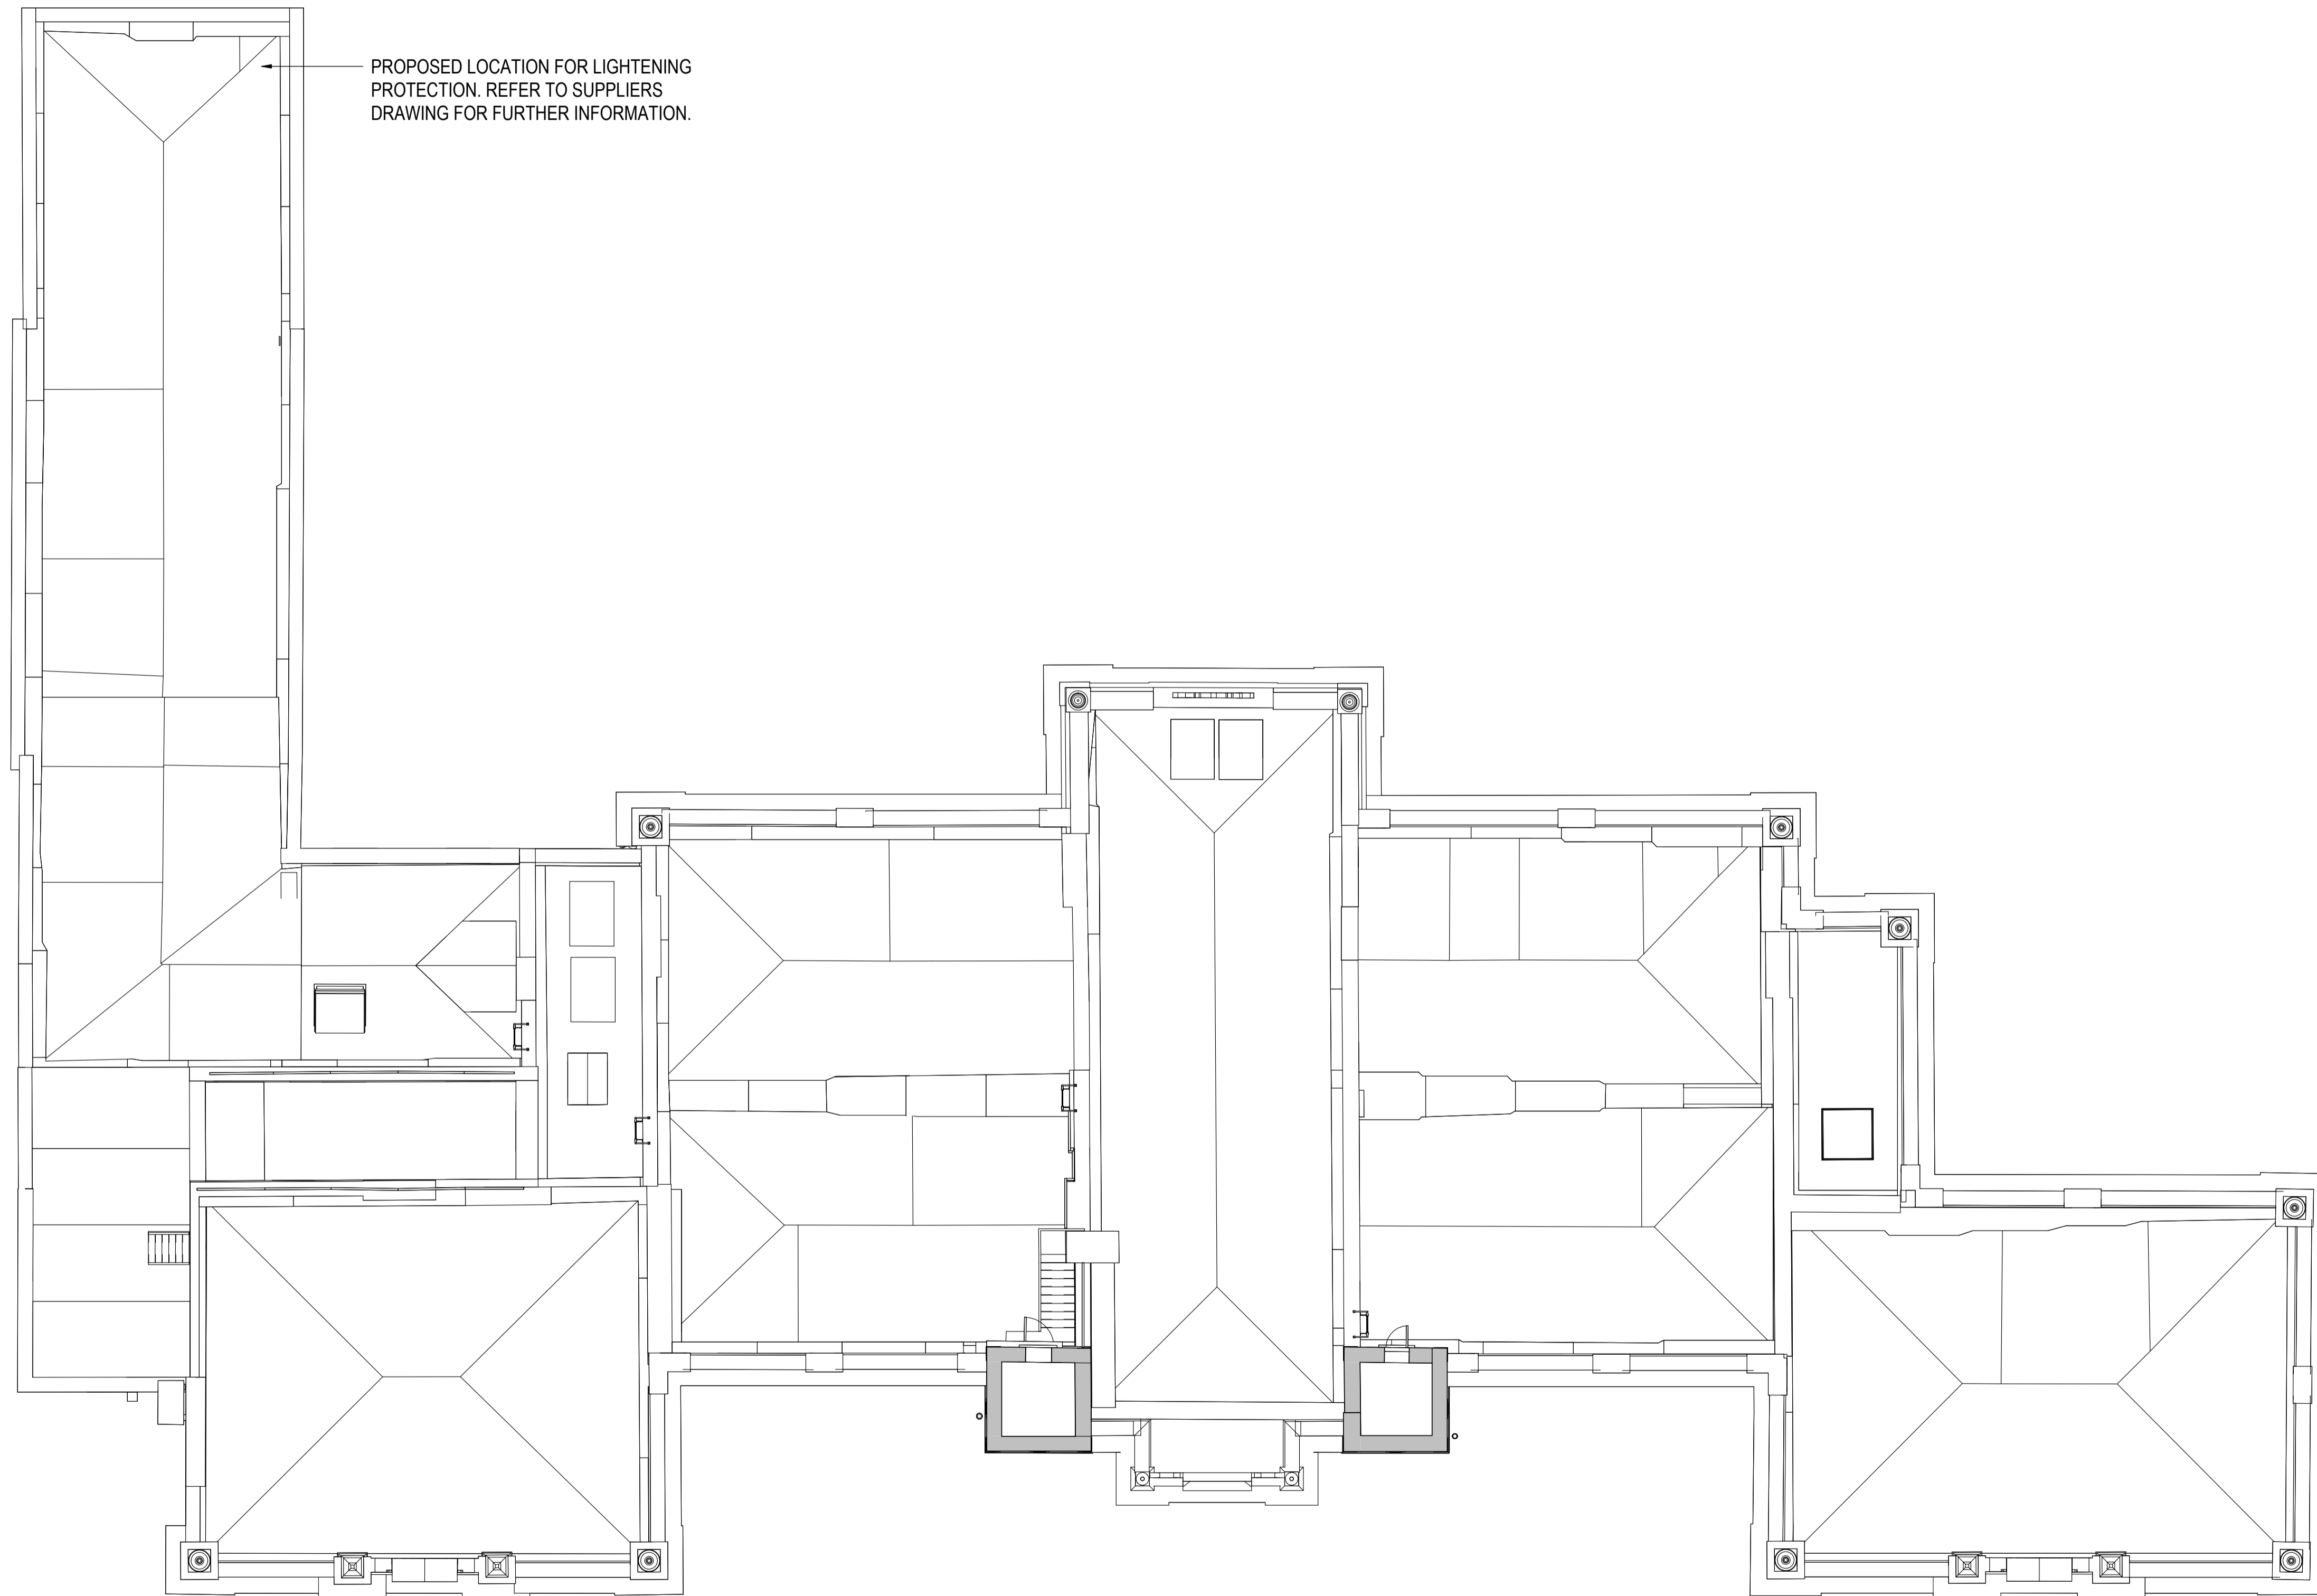 PROPOSED LOCATION FOR LIGHTENING
PROTECTION. REFER TO SUPPLIERS
DRAWING FOR FURTHER INFORMATION.